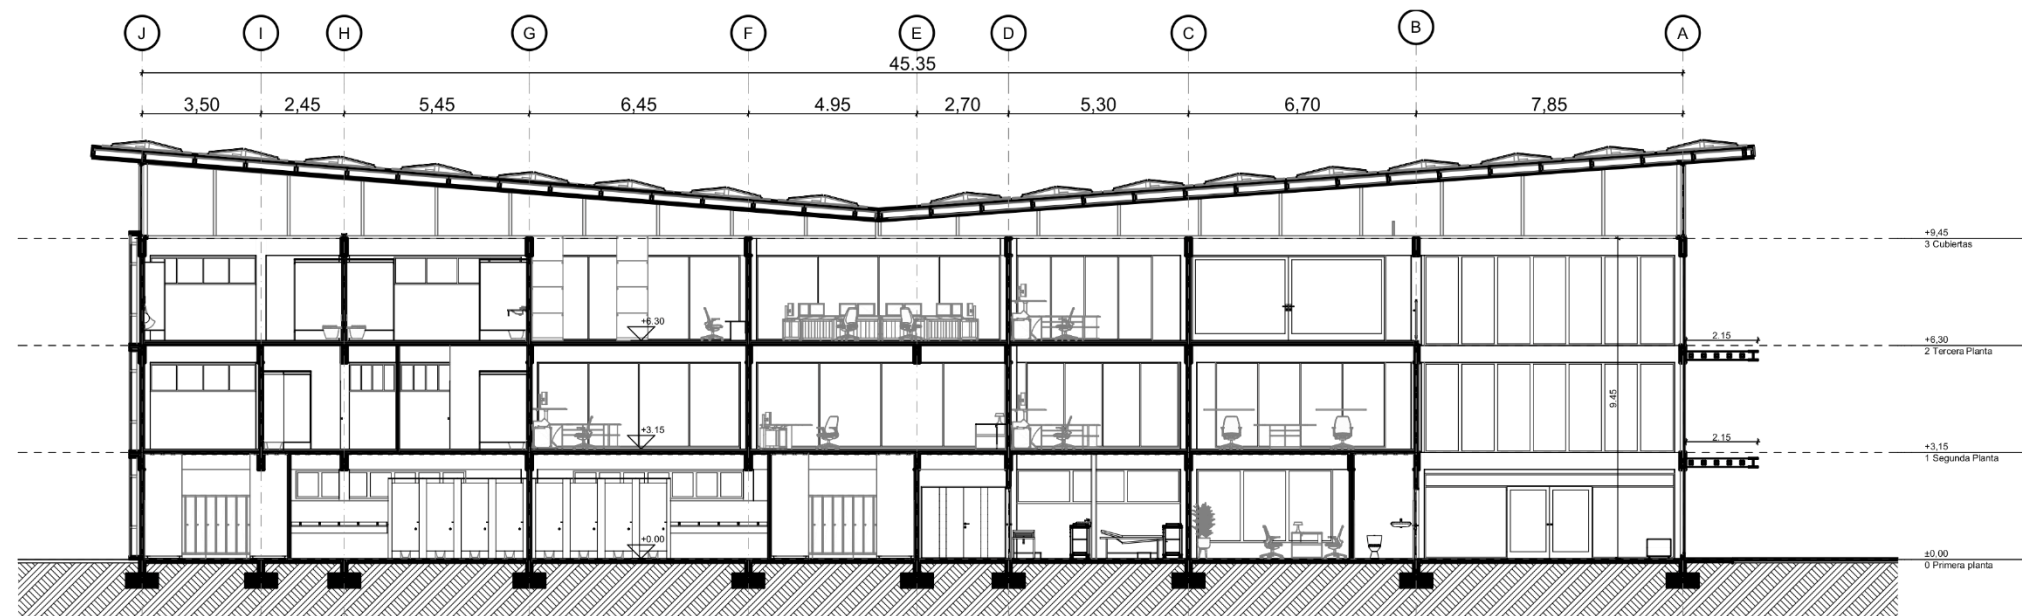 J I H G F E D C B A
45.35
3,50 2,45 5,45 6,45 4.95 2,70 5,30 6,70 7,85
+9,45
3 Cubiertas
+6.30
2.15
+6,30
2 Tercera Planta
9.45
+3.15
2.15
+3,15
1 Segunda Planta
+0.00
±0,00
0 Primera planta